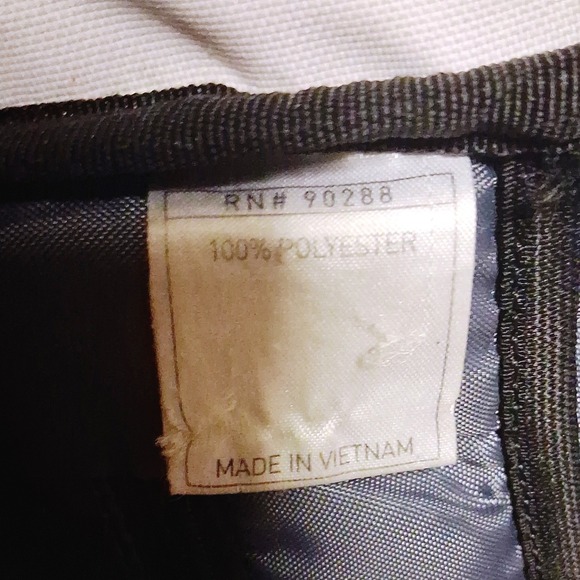 RN# 90288
100% POLYESTER
MADE IN VIETNAM